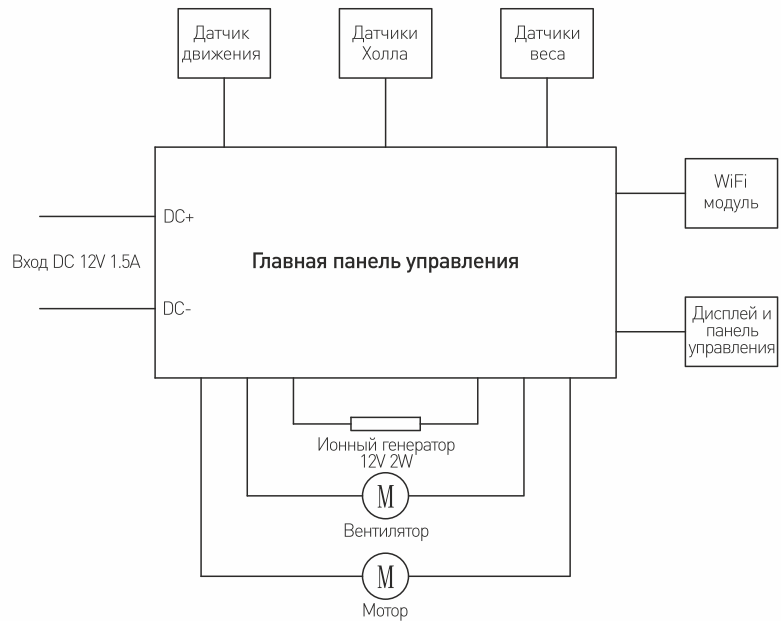 Датчик
движения
Датчики
Холла
Датчики
веса
WiFi
модуль
DC+
Вход DC 12V 1.5A
Главная панель управления
DC-
Дисплей и
панель
управления
Ионный генератор
12V 2W
M
Вентилятор
M
Мотор